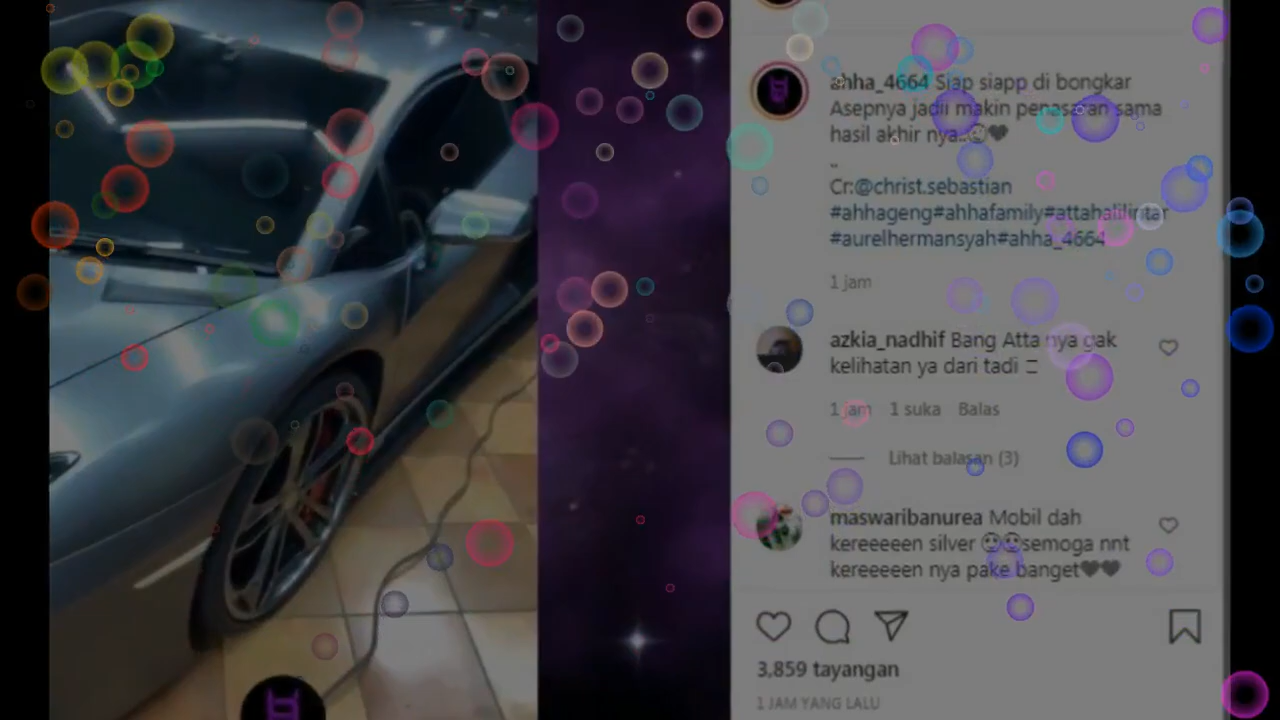 ahha_4664 Siap siapp di bongkar
Asepnya jadii makin penasaran sama
hasil akhir nya..🥺🖤
..
Cr:@christ.sebastian
#ahhageng#ahhafamily#attahalilintar
#aurelhermansyah#ahha_4664
1 jam
azkia_nadhif Bang Atta nya gak
kelihatan ya dari tadi
1 jam 1 suka Balas
Lihat balasan (3)
maswaribanurea Mobil dah
kereeeeen silver semoga nnt
kereeeeen nya pake banget🖤🖤
3,859 tayangan
1 JAM YANG LALU